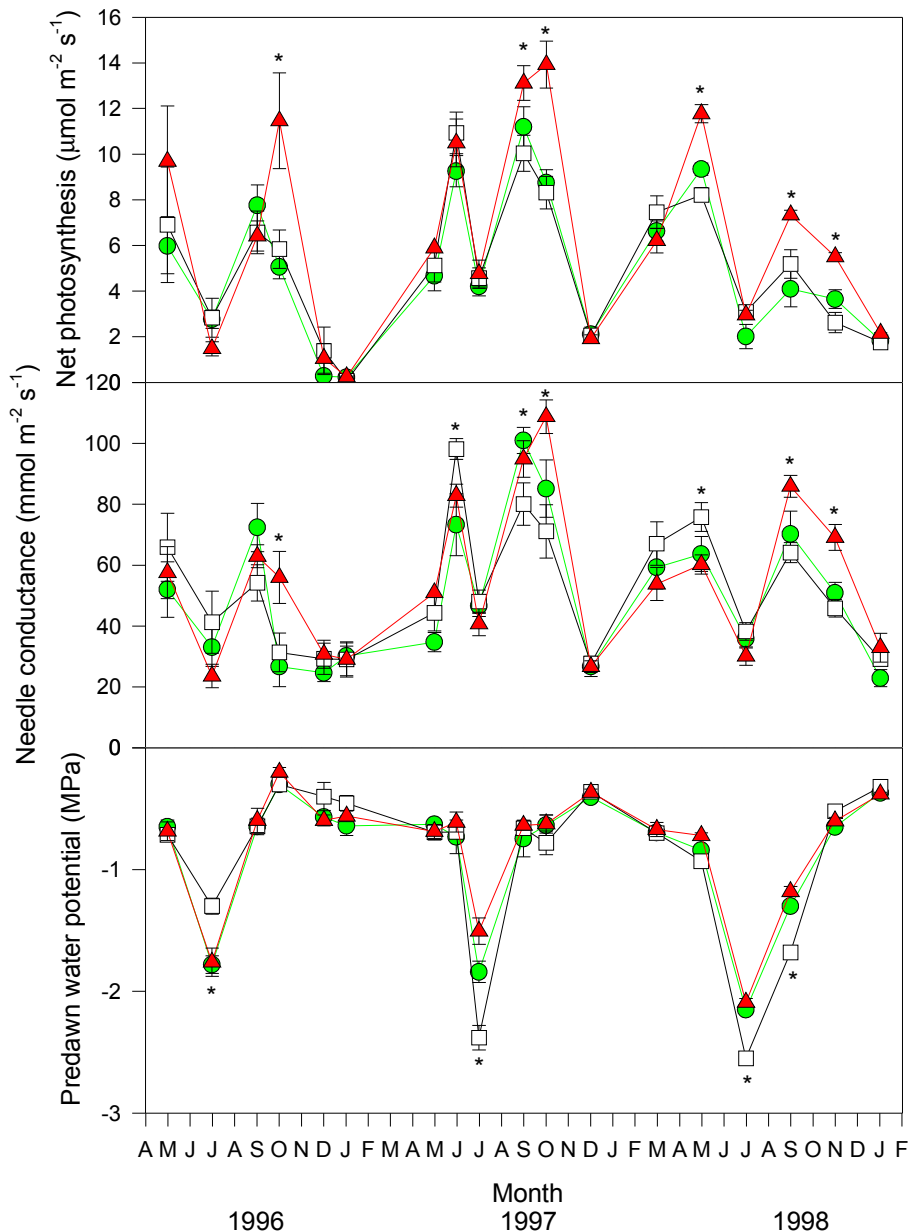 16
14
12
10
8
6
4
2
120
Net photosynthesis (µmol m-2 s-1)
* * * * * * *
100
80
60
40
20
0
Needle conductance (mmol m-2 s-1)
* * * * * * *
-1
-2
-3
Predawn water potential (MPa)
* * * *
A M J J A S O N D J F M A M J J A S O N D J F M A M J J A S O N D J F
Month
1996 1997 1998